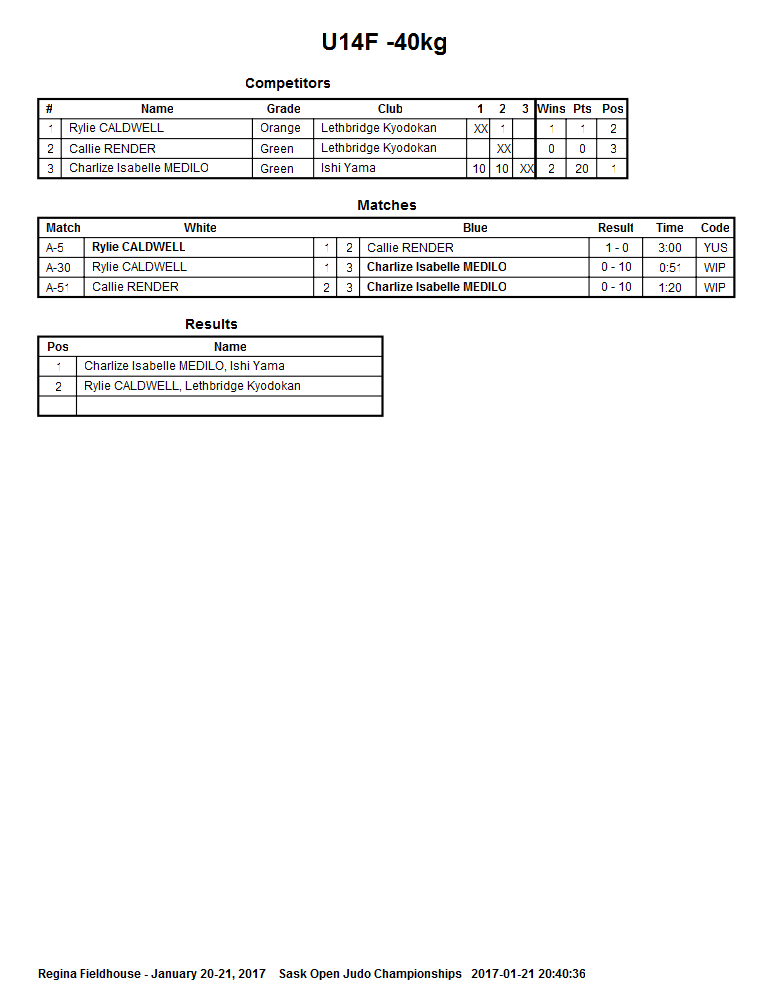 U14F -40kg
Competitors
# Name Grade Club 1 2 3 Wins Pts Pos
1 Rylie CALDWELL Orange Lethbridge Kyodokan XX 1 1 1 2
2 Callie RENDER Green Lethbridge Kyodokan XX 0 0 3
3 Charlize Isabelle MEDILO Green Ishi Yama 10 10 XX 2 20 1
Matches
Match White Blue Result Time Code
A-5 Rylie CALDWELL 1 2 Callie RENDER 1 - 0 3:00 YUS
A-30 Rylie CALDWELL 1 3 Charlize Isabelle MEDILO 0 - 10 0:51 WIP
A-51 Callie RENDER 2 3 Charlize Isabelle MEDILO 0 - 10 1:20 WIP
Results
Pos Name
1 Charlize Isabelle MEDILO, Ishi Yama
2 Rylie CALDWELL, Lethbridge Kyodokan
Regina Fieldhouse - January 20-21, 2017 Sask Open Judo Championships 2017-01-21 20:40:36